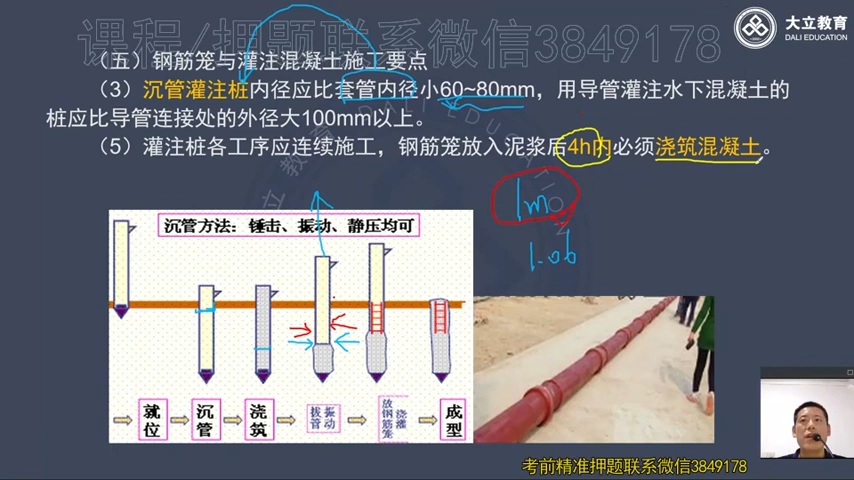 课程/押题联系微信3849178
大立教育
DALI EDUCATION
（五）钢筋笼与灌注混凝土施工要点
（3）沉管灌注桩内径应比套管内径小60~80mm，用导管灌注水下混凝土的
桩应比导管连接处的外径大100mm以上。
（5）灌注桩各工序应连续施工，钢筋笼放入泥浆后4h内必须浇筑混凝土。
1m
1.06
沉管方法：锤击、振动、静压均可
就位
沉管
浇筑
振动拔管
浇灌放钢筋笼
成型
考前精准押题联系微信3849178